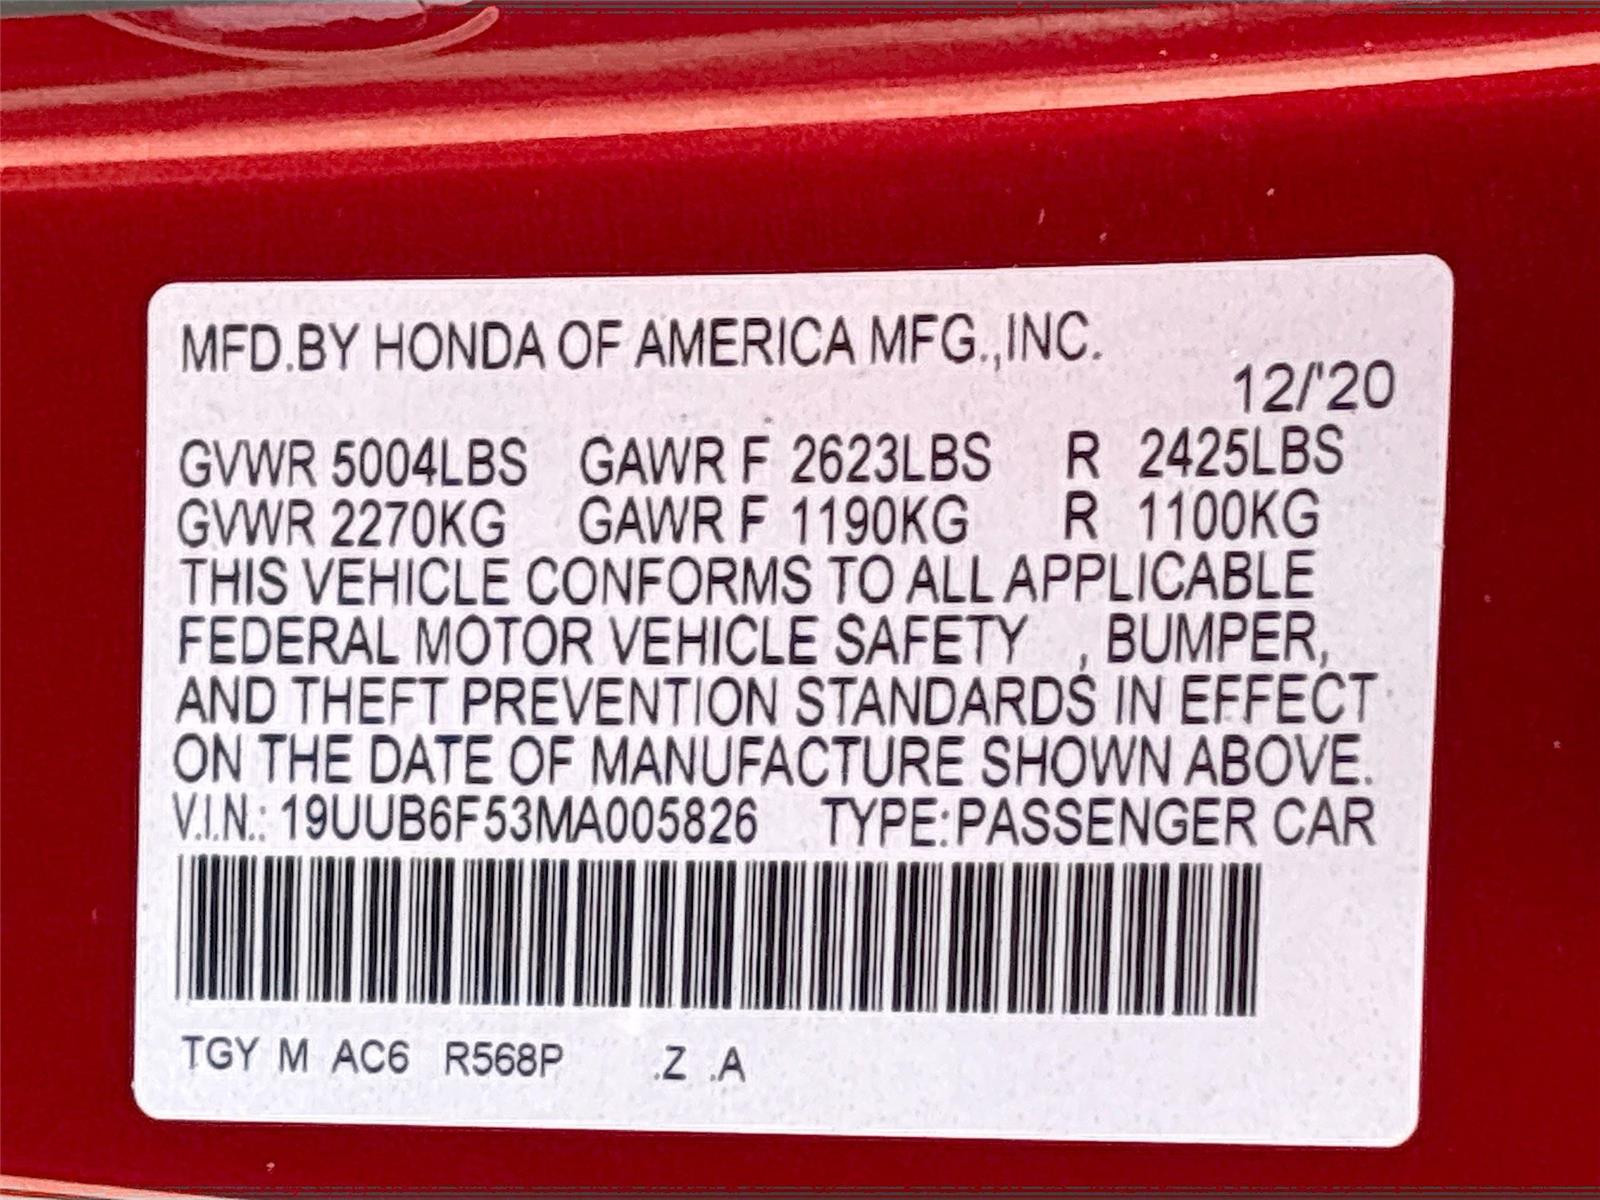 MFD.BY HONDA OF AMERICA MFG.,INC.
12/'20
GVWR 5004LBS GAWR F 2623LBS R 2425LBS
GVWR 2270KG GAWR F 1190KG R 1100KG
THIS VEHICLE CONFORMS TO ALL APPLICABLE
FEDERAL MOTOR VEHICLE SAFETY , BUMPER,
AND THEFT PREVENTION STANDARDS IN EFFECT
ON THE DATE OF MANUFACTURE SHOWN ABOVE.
V.I.N.: 19UUB6F53MA005826 TYPE:PASSENGER CAR
TGY M AC6 R568P .Z .A